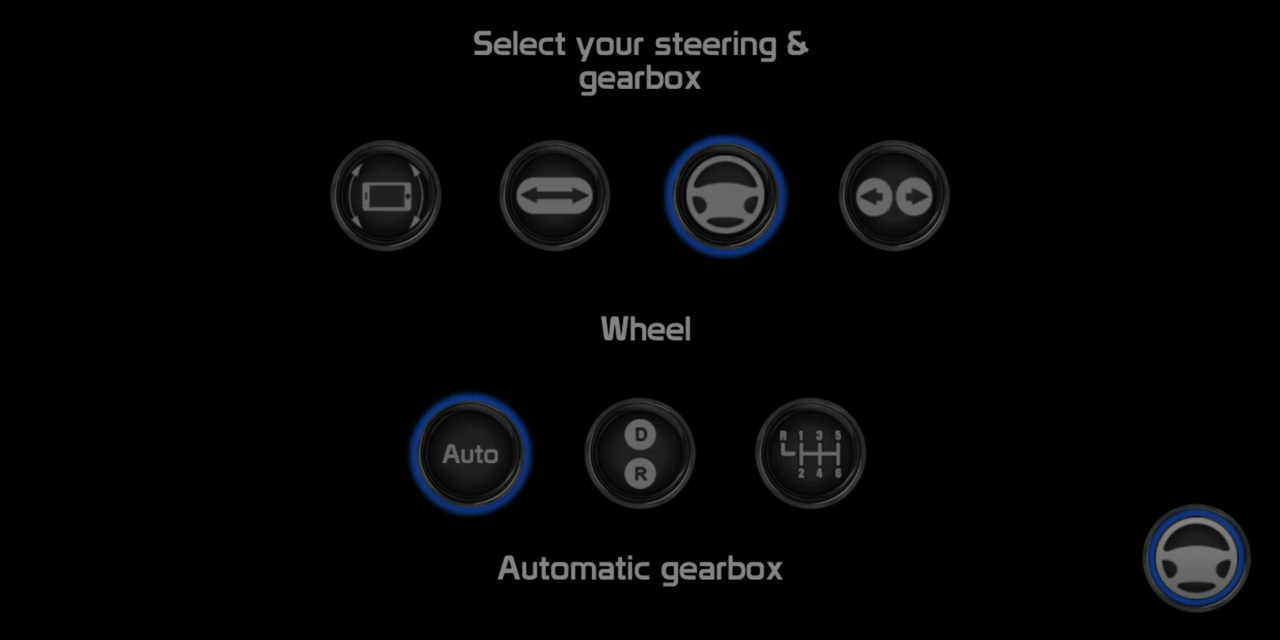 Select your steering &
gearbox
Wheel
Auto
D
R
R 1 3 5
2 4 6
Automatic gearbox